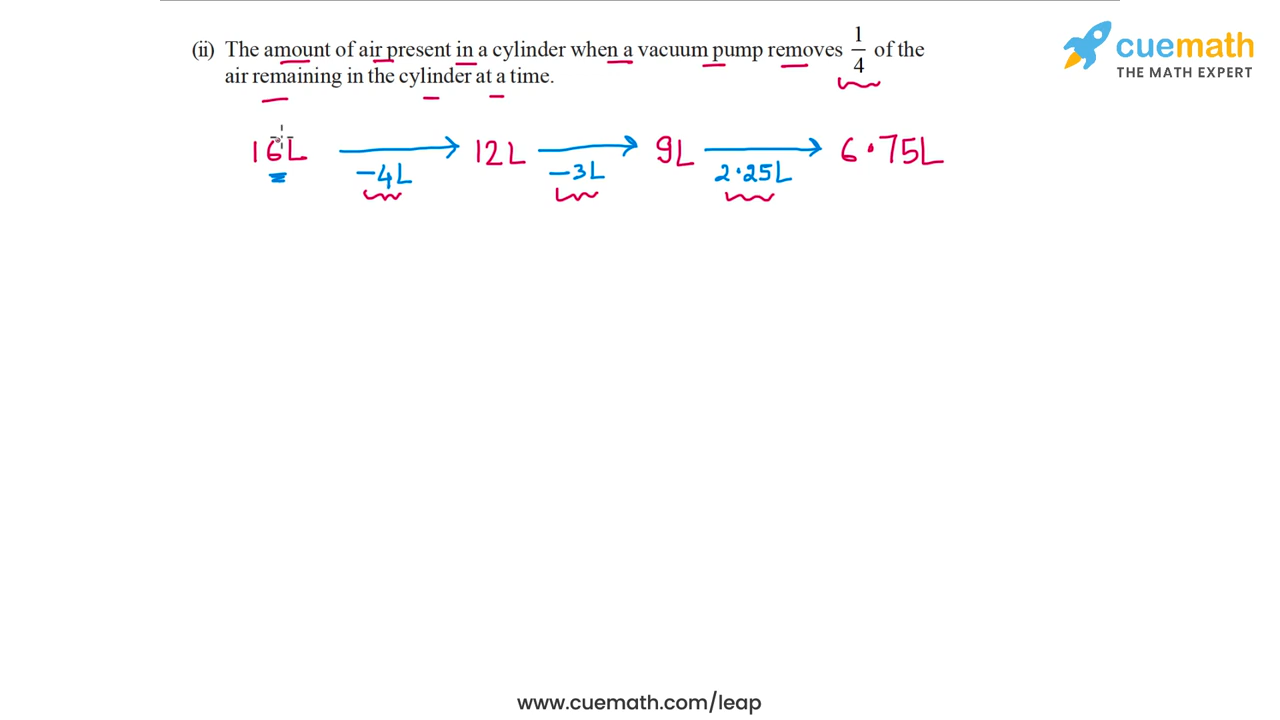 (ii) The amount of air present in a cylinder when a vacuum pump removes 1/4 of the
air remaining in the cylinder at a time.
cuemath
THE MATH EXPERT
16L → 12L → 9L → 6.75L
-4L -3L 2.25L
www.cuemath.com/leap